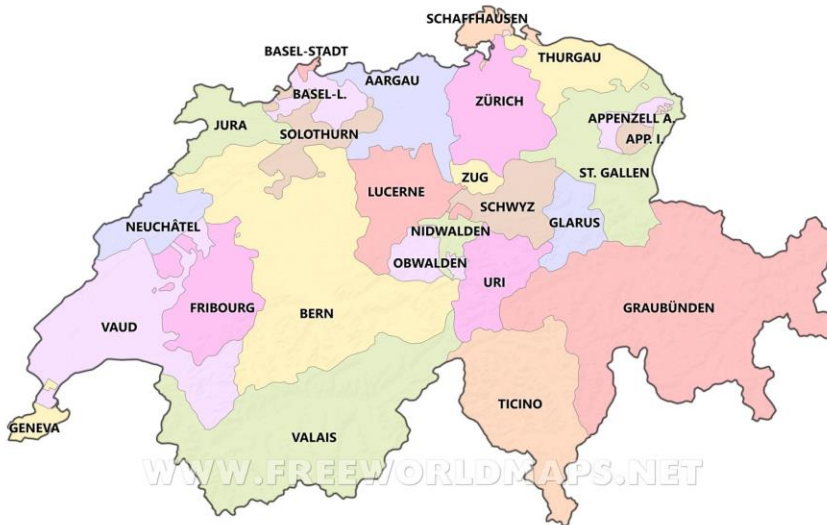 SCHAFFHAUSEN
BASEL-STADT
THURGAU
AARGAU
BASEL-L.
ZÜRICH
APPENZELL A.
JURA
SOLOTHURN
APP. I.
ZUG
ST. GALLEN
LUCERNE
SCHWYZ
NEUCHÂTEL
NIDWALDEN
GLARUS
OBWALDEN
URI
FRIBOURG
BERN
GRAUBÜNDEN
VAUD
TICINO
GENEVA
VALAIS
WWW.FREEWORLDMAPS.NET